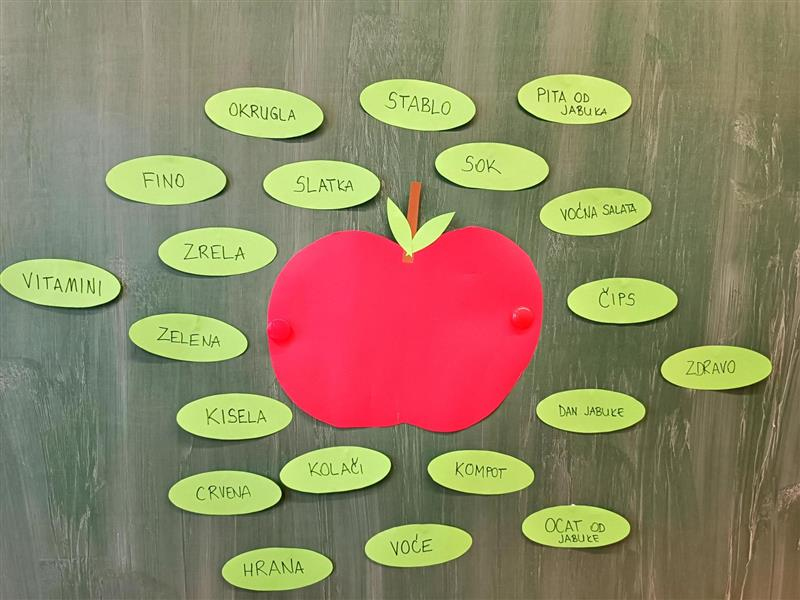 OKRUGLA
STABLO
PITA OD
JABUKA
FINO
SLATKA
SOK
VOĆNA SALATA
ZRELA
VITAMINI
ČIPS
ZELENA
ZDRAVO
KISELA
DAN JABUKE
KOLAČI
KOMPOT
CRVENA
OCAT OD
JABUKE
VOĆE
HRANA